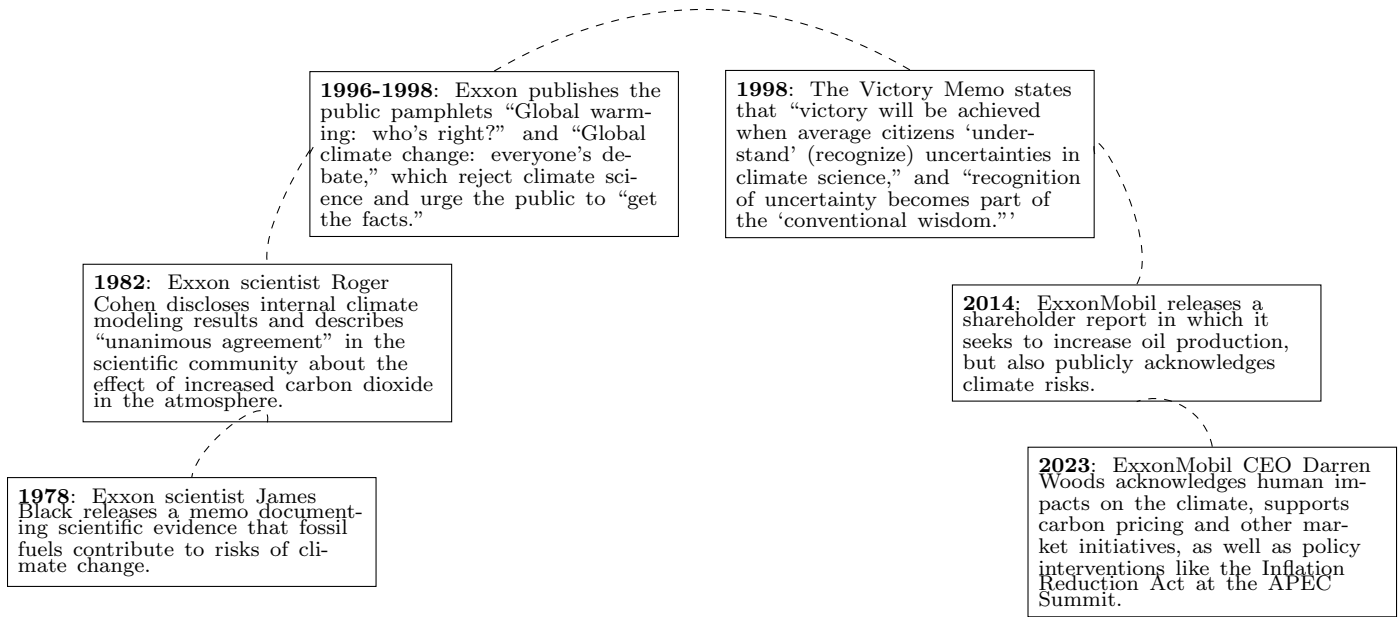 1996-1998: Exxon publishes the
public pamphlets “Global warm-
ing: who’s right?” and “Global
climate change: everyone’s de-
bate,” which reject climate sci-
ence and urge the public to “get
the facts.”
1998: The Victory Memo states
that “victory will be achieved
when average citizens ‘under-
stand’ (recognize) uncertainties in
climate science,” and “recognition
of uncertainty becomes part of
the ‘conventional wisdom.”’
1982: Exxon scientist Roger
Cohen discloses internal climate
modeling results and describes
“unanimous agreement” in the
scientific community about the
effect of increased carbon dioxide
in the atmosphere.
2014: ExxonMobil releases a
shareholder report in which it
seeks to increase oil production,
but also publicly acknowledges
climate risks.
1978: Exxon scientist James
Black releases a memo document-
ing scientific evidence that fossil
fuels contribute to risks of cli-
mate change.
2023: ExxonMobil CEO Darren
Woods acknowledges human im-
pacts on the climate, supports
carbon pricing and other mar-
ket initiatives, as well as policy
interventions like the Inflation
Reduction Act at the APEC
Summit.